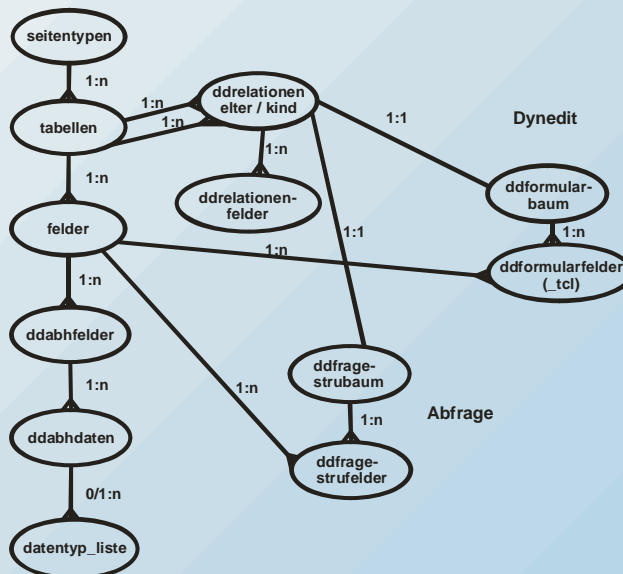 seitentypen
1:n
ddrelationen
elter / kind
1:n
1:n
tabellen
1:1
Dynedit
1:n
1:n
ddrelationen-
felder
ddformular-
baum
felder
1:n
1:1
1:n
ddformularfelder
(_tcl)
1:n
ddabhfelder
ddfrage-
strubaum
1:n
1:n
Abfrage
1:n
ddabhdaten
ddfrage-
strufelder
0/1:n
datentyp_liste